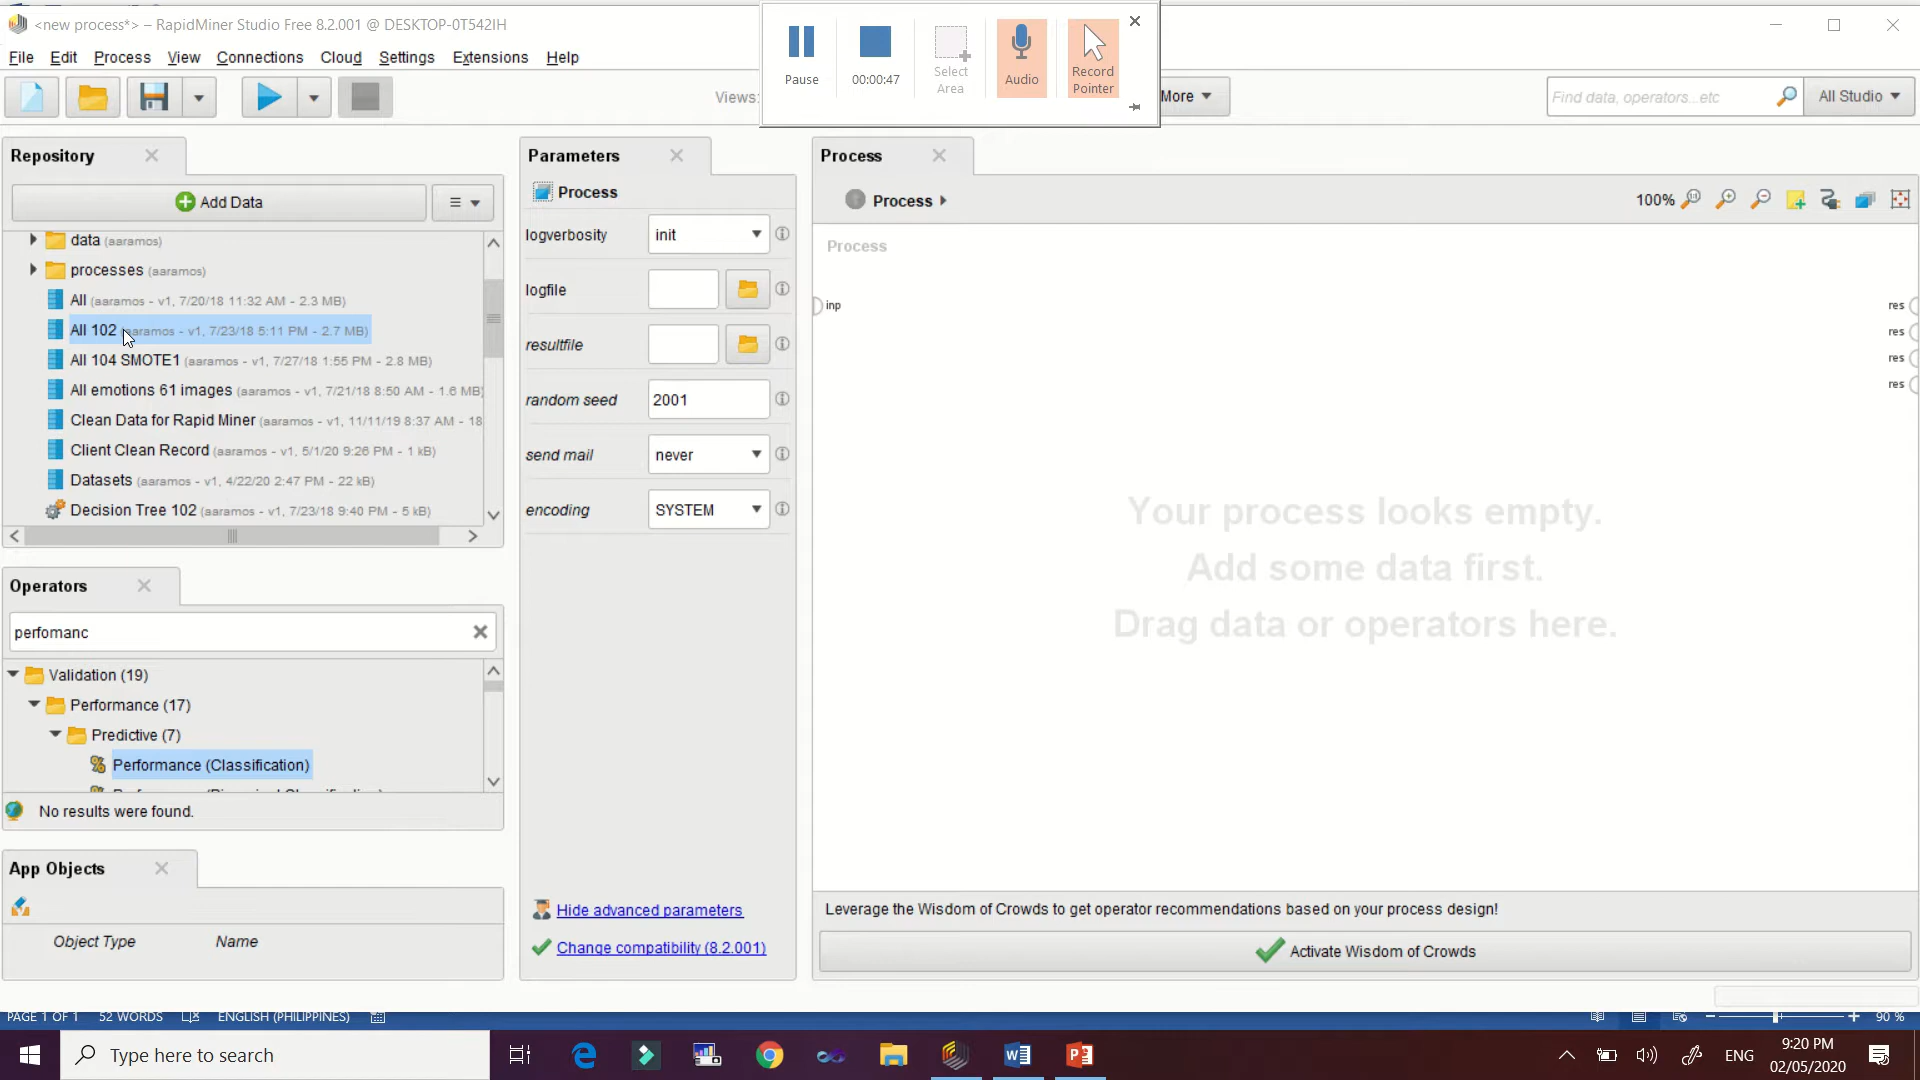 <new process*> – RapidMiner Studio Free 8.2.001 @ DESKTOP-0T542IH
File Edit Process View Connections Cloud Settings Extensions Help
Pause
00:00:47
Select Area
Audio
Record Pointer
Views:
More
Find data, operators...etc
All Studio
Repository
Add Data
data (aaramos)
processes (aaramos)
All (aaramos - v1, 7/20/18 11:32 AM - 2.3 MB)
All 102 (aaramos - v1, 7/23/18 5:11 PM - 2.7 MB)
All 104 SMOTE1 (aaramos - v1, 7/27/18 1:55 PM - 2.8 MB)
All emotions 61 images (aaramos - v1, 7/21/18 8:50 AM - 1.6 MB)
Clean Data for Rapid Miner (aaramos - v1, 11/11/19 8:37 AM - 18
Client Clean Record (aaramos - v1, 5/1/20 9:26 PM - 1 kB)
Datasets (aaramos - v1, 4/22/20 2:47 PM - 22 kB)
Decision Tree 102 (aaramos - v1, 7/23/18 9:40 PM - 5 kB)
Operators
perfomanc
Validation (19)
Performance (17)
Predictive (7)
Performance (Classification)
No results were found.
App Objects
Object Type Name
Parameters
Process
logverbosity init
logfile
resultfile
random seed 2001
send mail never
encoding SYSTEM
Hide advanced parameters
Change compatibility (8.2.001)
Process
Process
100%
Process
inp
res
res
res
res
Your process looks empty.
Add some data first.
Drag data or operators here.
Leverage the Wisdom of Crowds to get operator recommendations based on your process design!
Activate Wisdom of Crowds
PAGE 1 OF 1 52 WORDS ENGLISH (PHILIPPINES) 90 %
Type here to search
ENG
9:20 PM
02/05/2020